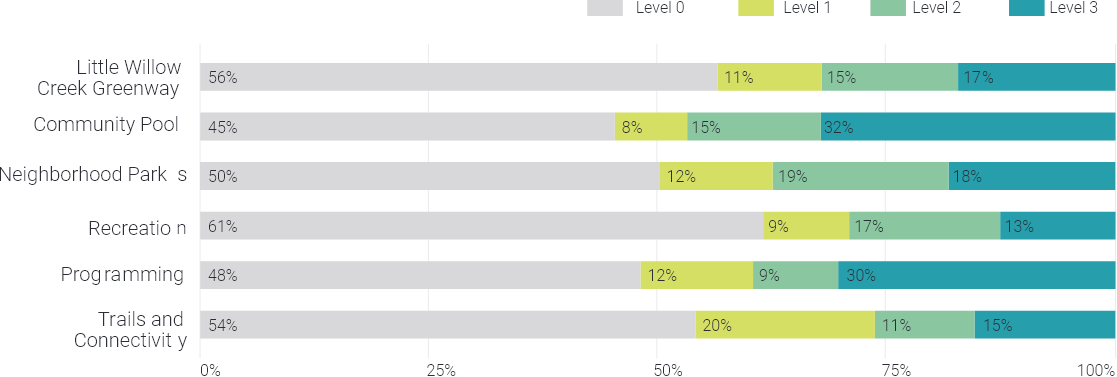 Level 0 Level 1 Level 2 Level 3
Little Willow
Creek Greenway
56% 11% 15% 17%
Community Pool
45% 8% 15% 32%
Neighborhood Park s
50% 12% 19% 18%
Recreatio n
61% 9% 17% 13%
Prog ramming
48% 12% 9% 30%
Trails and
Connectivit y
54% 20% 11% 15%
0% 25% 50% 75% 100%